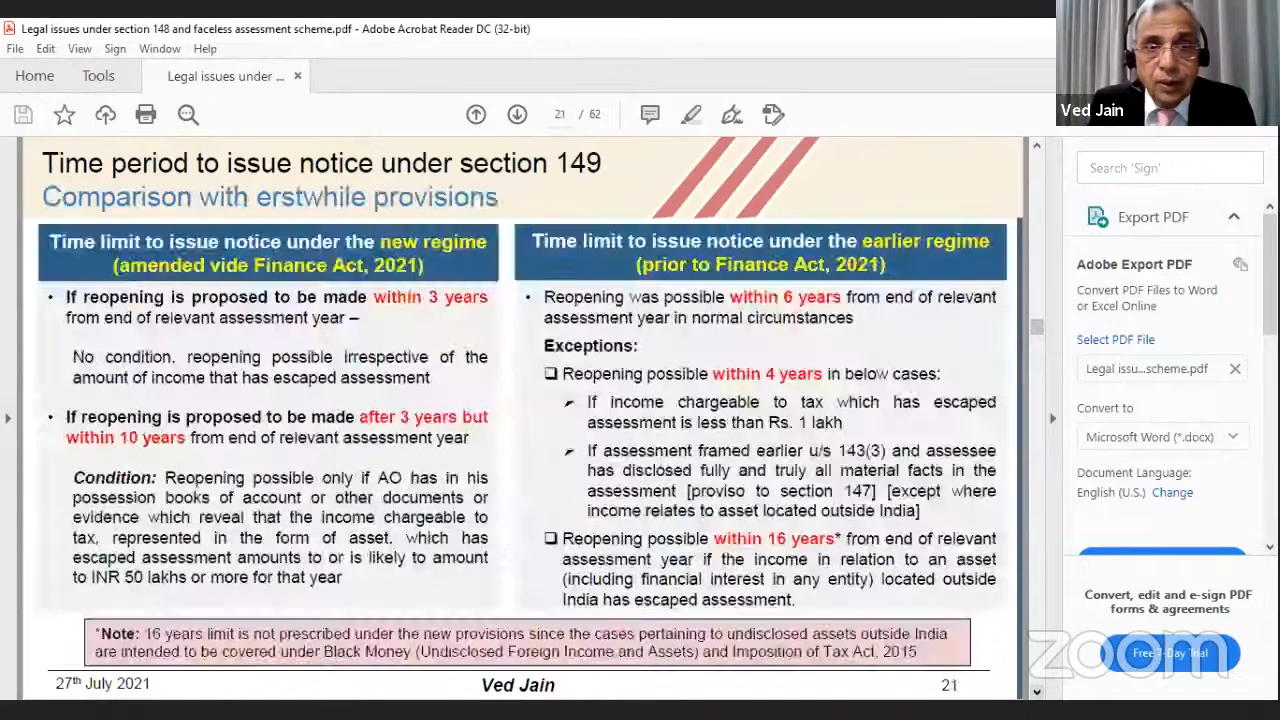 Legal issues under section 148 and faceless assessment scheme.pdf - Adobe Acrobat Reader DC (32-bit)
File Edit View Sign Window Help
Home Tools Legal issues under ... ×
21 / 62
Ved Jain
Time period to issue notice under section 149
Comparison with erstwhile provisions
Time limit to issue notice under the new regime
(amended vide Finance Act, 2021)
• If reopening is proposed to be made within 3 years
from end of relevant assessment year –
No condition, reopening possible irrespective of the
amount of income that has escaped assessment
• If reopening is proposed to be made after 3 years but
within 10 years from end of relevant assessment year
Condition: Reopening possible only if AO has in his
possession books of account or other documents or
evidence which reveal that the income chargeable to
tax, represented in the form of asset, which has
escaped assessment amounts to or is likely to amount
to INR 50 lakhs or more for that year
Time limit to issue notice under the earlier regime
(prior to Finance Act, 2021)
• Reopening was possible within 6 years from end of relevant
assessment year in normal circumstances
Exceptions:
❑ Reopening possible within 4 years in below cases:
➢ If income chargeable to tax which has escaped
assessment is less than Rs. 1 lakh
➢ If assessment framed earlier u/s 143(3) and assessee
has disclosed fully and truly all material facts in the
assessment [proviso to section 147] [except where
income relates to asset located outside India]
❑ Reopening possible within 16 years* from end of relevant
assessment year if the income in relation to an asset
(including financial interest in any entity) located outside
India has escaped assessment.
*Note: 16 years limit is not prescribed under the new provisions since the cases pertaining to undisclosed assets outside India
are intended to be covered under Black Money (Undisclosed Foreign Income and Assets) and Imposition of Tax Act, 2015
27th July 2021
Ved Jain
21
Search 'Sign'
Export PDF
Adobe Export PDF
Convert PDF Files to Word
or Excel Online
Select PDF File
Legal issu...scheme.pdf
Convert to
Microsoft Word (*.docx)
Document Language:
English (U.S.) Change
Convert, edit and e-sign PDF
forms & agreements
Free 7-Day Trial
zoom